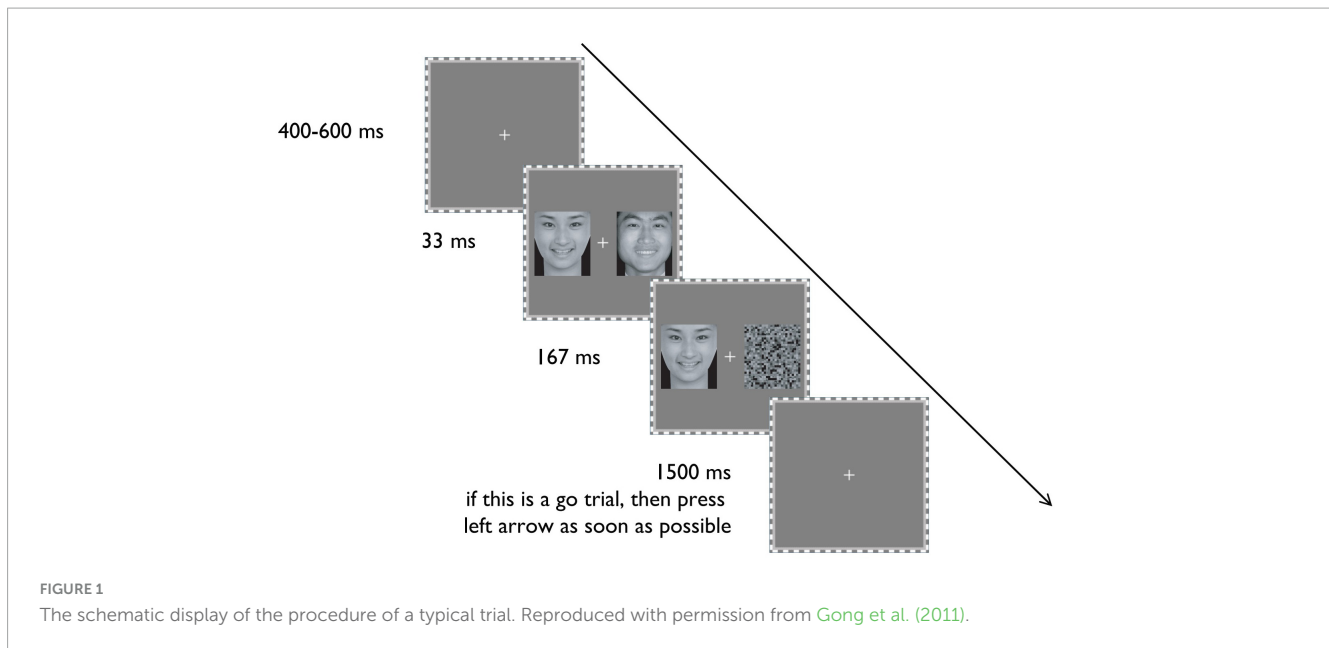 400-600 ms
33 ms
167 ms
1500 ms
if this is a go trial, then press
left arrow as soon as possible
FIGURE 1
The schematic display of the procedure of a typical trial. Reproduced with permission from Gong et al. (2011).